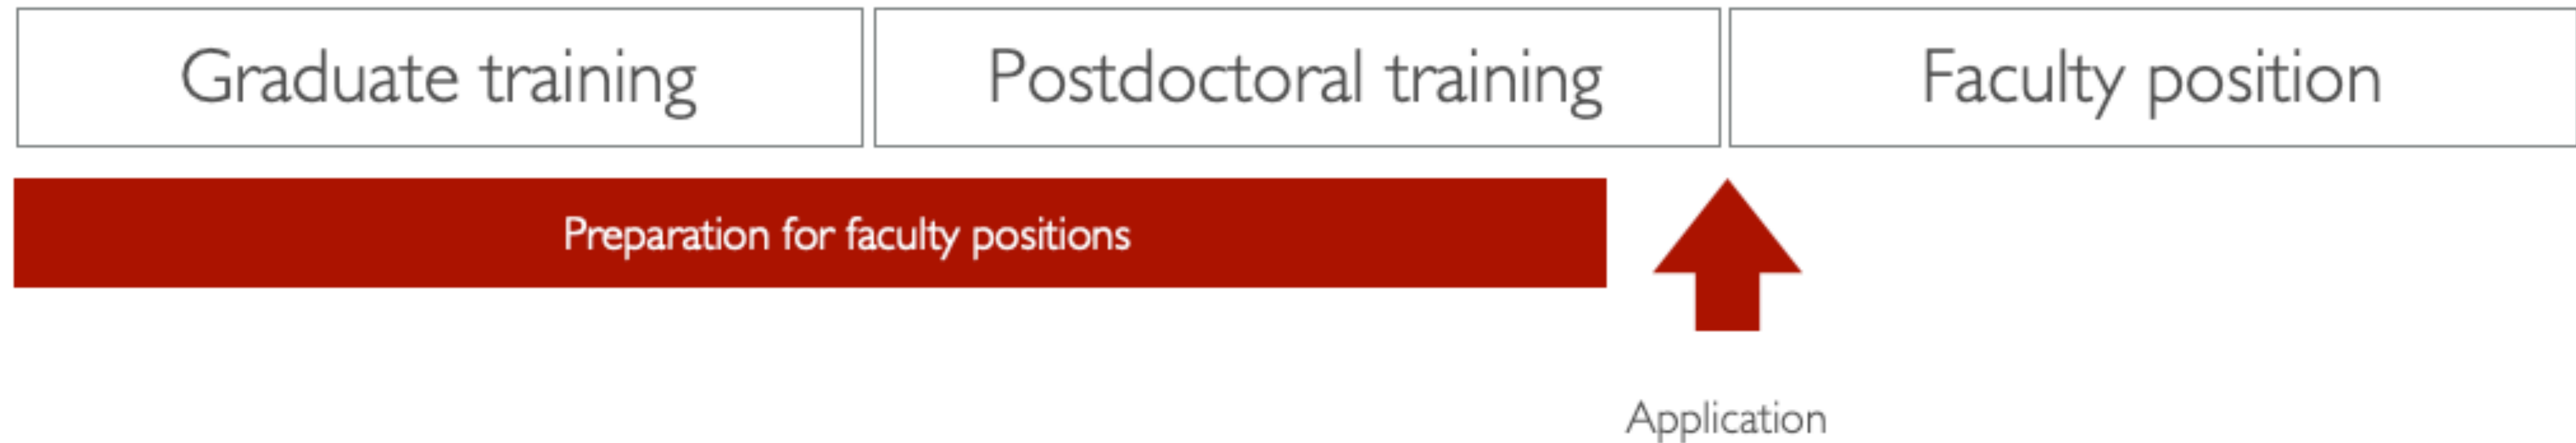 Graduate training
Postdoctoral training
Faculty position
Preparation for faculty positions
Application